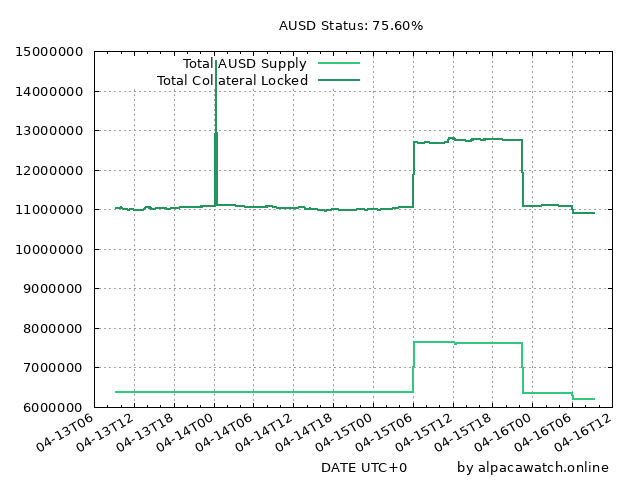 AUSD Status: 75.60%
15000000
14000000
13000000
12000000
11000000
10000000
9000000
8000000
7000000
6000000
Total AUSD Supply
Total Collateral Locked
04-13T06
04-13T12
04-13T18
04-14T00
04-14T06
04-14T12
04-14T18
04-15T00
04-15T06
04-15T12
04-15T18
04-16T00
04-16T06
04-16T12
DATE UTC+0
by alpacawatch.online